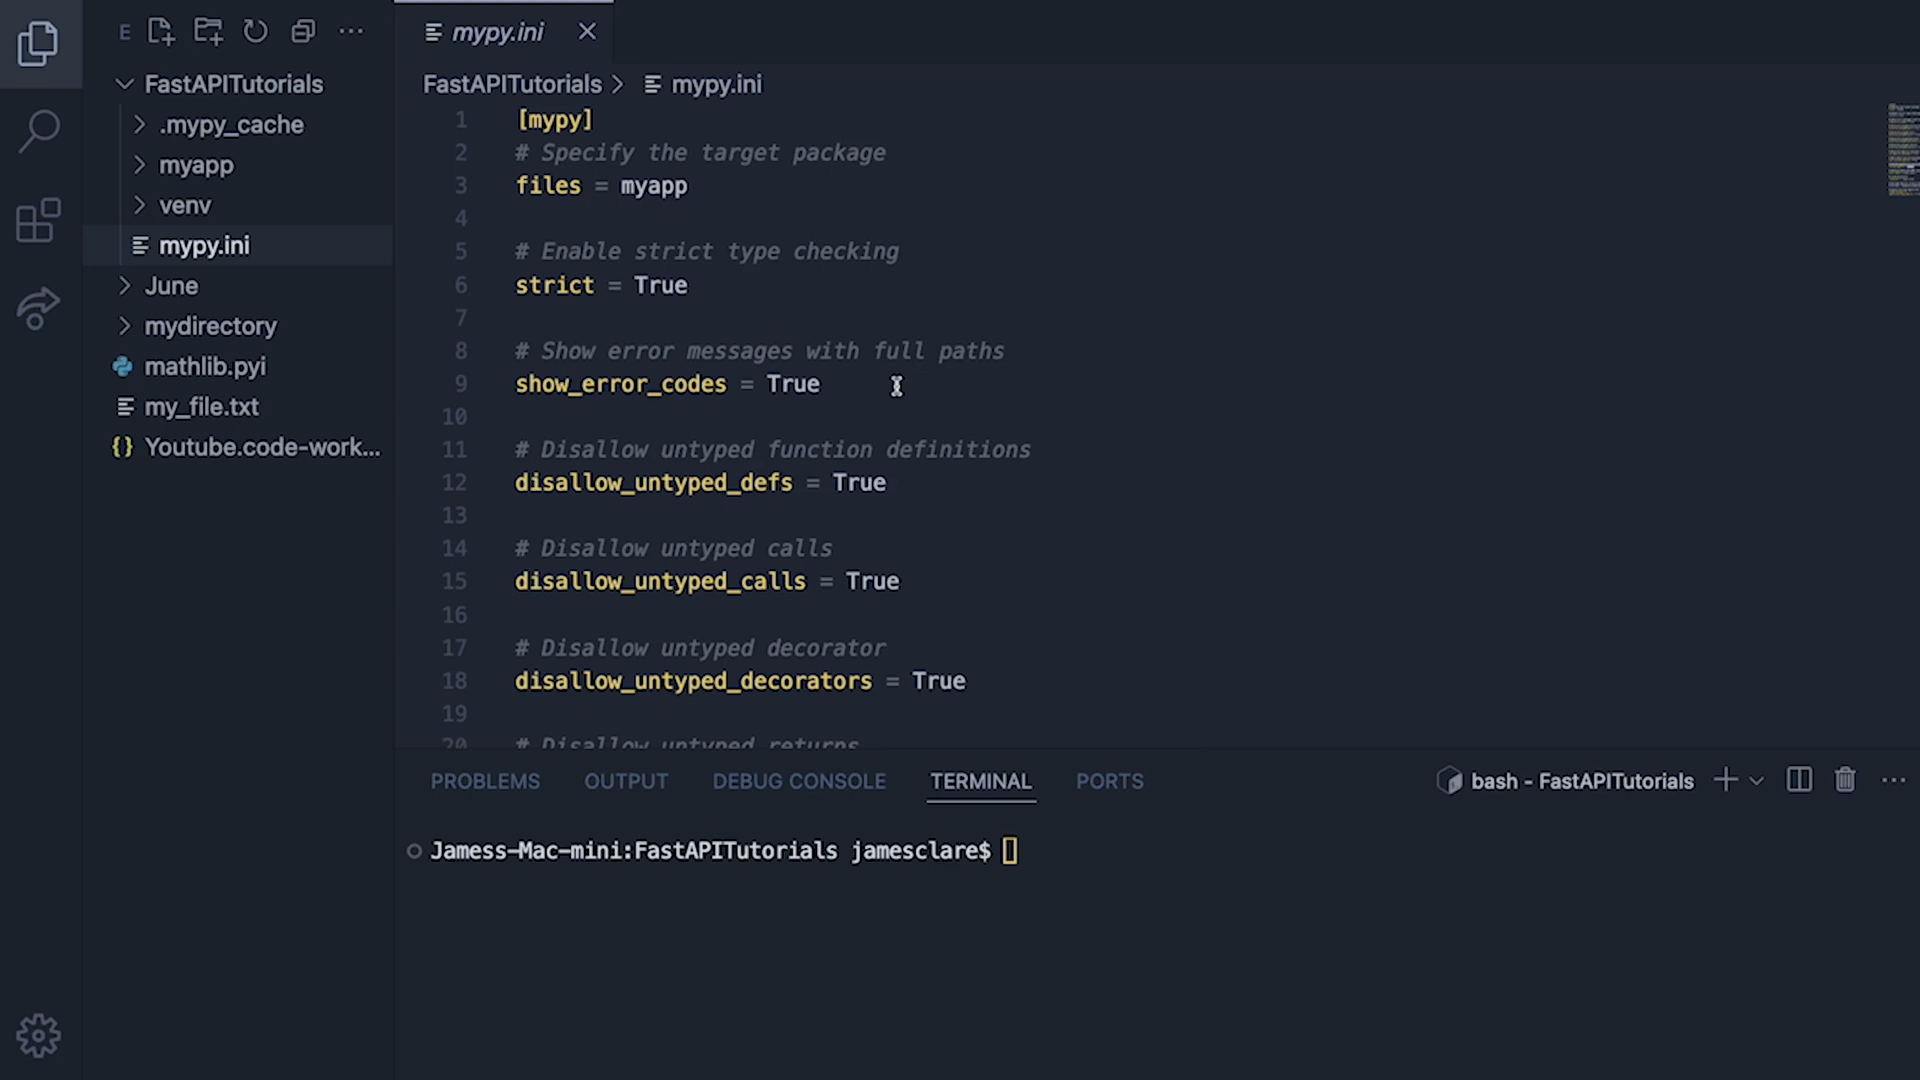 E
mypy.ini
FastAPITutorials
.mypy_cache
myapp
venv
mypy.ini
June
mydirectory
mathlib.pyi
my_file.txt
{} Youtube.code-work...
FastAPITutorials > mypy.ini
1 [mypy]
2 # Specify the target package
3 files = myapp
4
5 # Enable strict type checking
6 strict = True
7
8 # Show error messages with full paths
9 show_error_codes = True
10
11 # Disallow untyped function definitions
12 disallow_untyped_defs = True
13
14 # Disallow untyped calls
15 disallow_untyped_calls = True
16
17 # Disallow untyped decorator
18 disallow_untyped_decorators = True
19
20 # Disallow untyped returns
PROBLEMS OUTPUT DEBUG CONSOLE TERMINAL PORTS bash - FastAPITutorials
Jamess-Mac-mini:FastAPITutorials jamesclare$